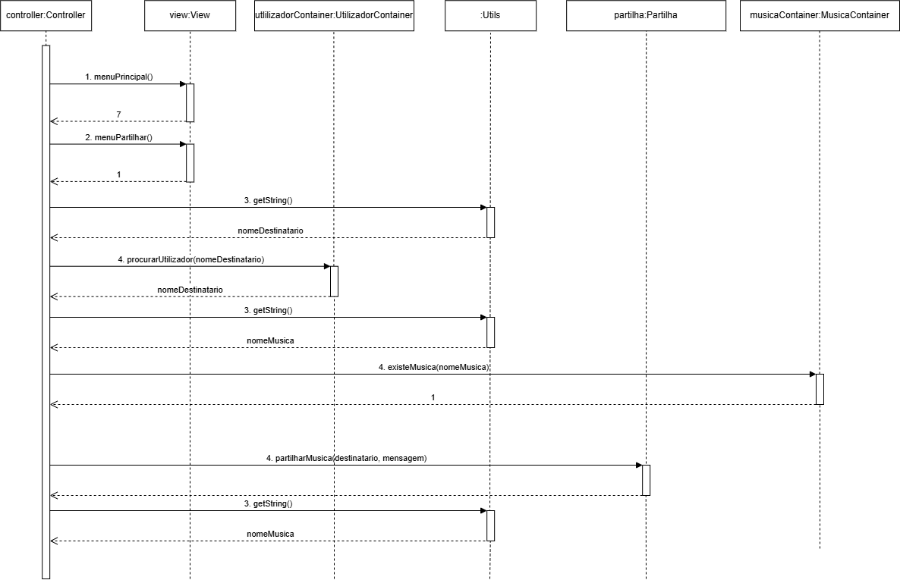 controller:Controller
view:View
utlilizadorContainer:UtilizadorContainer
:Utils
partilha:Partilha
musicaContainer:MusicaContainer
1. menuPrincipal()
7
2. menuPartilhar()
1
3. getString()
nomeDestinatario
4. procurarUtilizador(nomeDestinatario)
nomeDestinatario
3. getString()
nomeMusica
4. existeMusica(nomeMusica)
1
4. partilharMusica(destinatario, mensagem)
3. getString()
nomeMusica